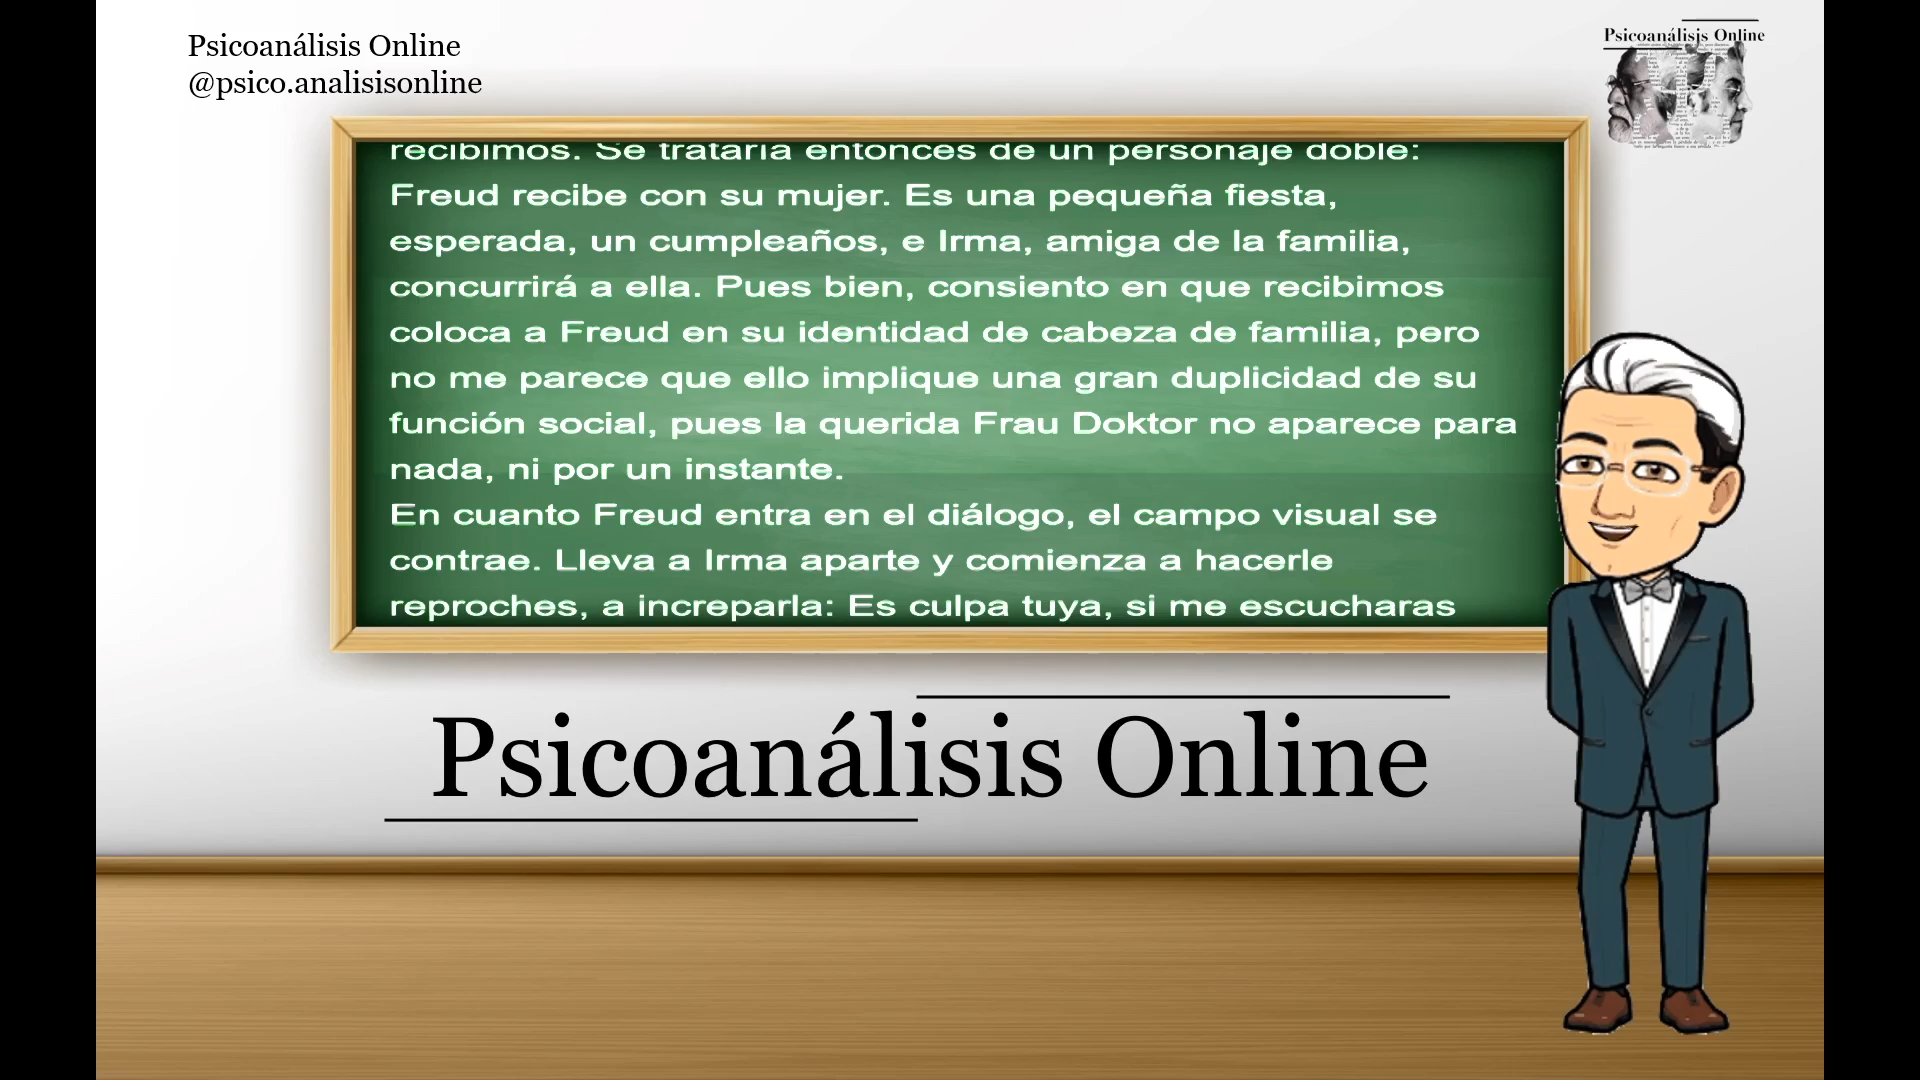 Psicoanálisis Online
@psico.analisisonline
Psicoanálisis Online
recibimos. Se trataría entonces de un personaje doble:
Freud recibe con su mujer. Es una pequeña fiesta,
esperada, un cumpleaños, e Irma, amiga de la familia,
concurrirá a ella. Pues bien, consiento en que recibimos
coloca a Freud en su identidad de cabeza de familia, pero
no me parece que ello implique una gran duplicidad de su
función social, pues la querida Frau Doktor no aparece para
nada, ni por un instante.
En cuanto Freud entra en el diálogo, el campo visual se
contrae. Lleva a Irma aparte y comienza a hacerle
reproches, a increparla: Es culpa tuya, si me escucharas
Psicoanálisis Online